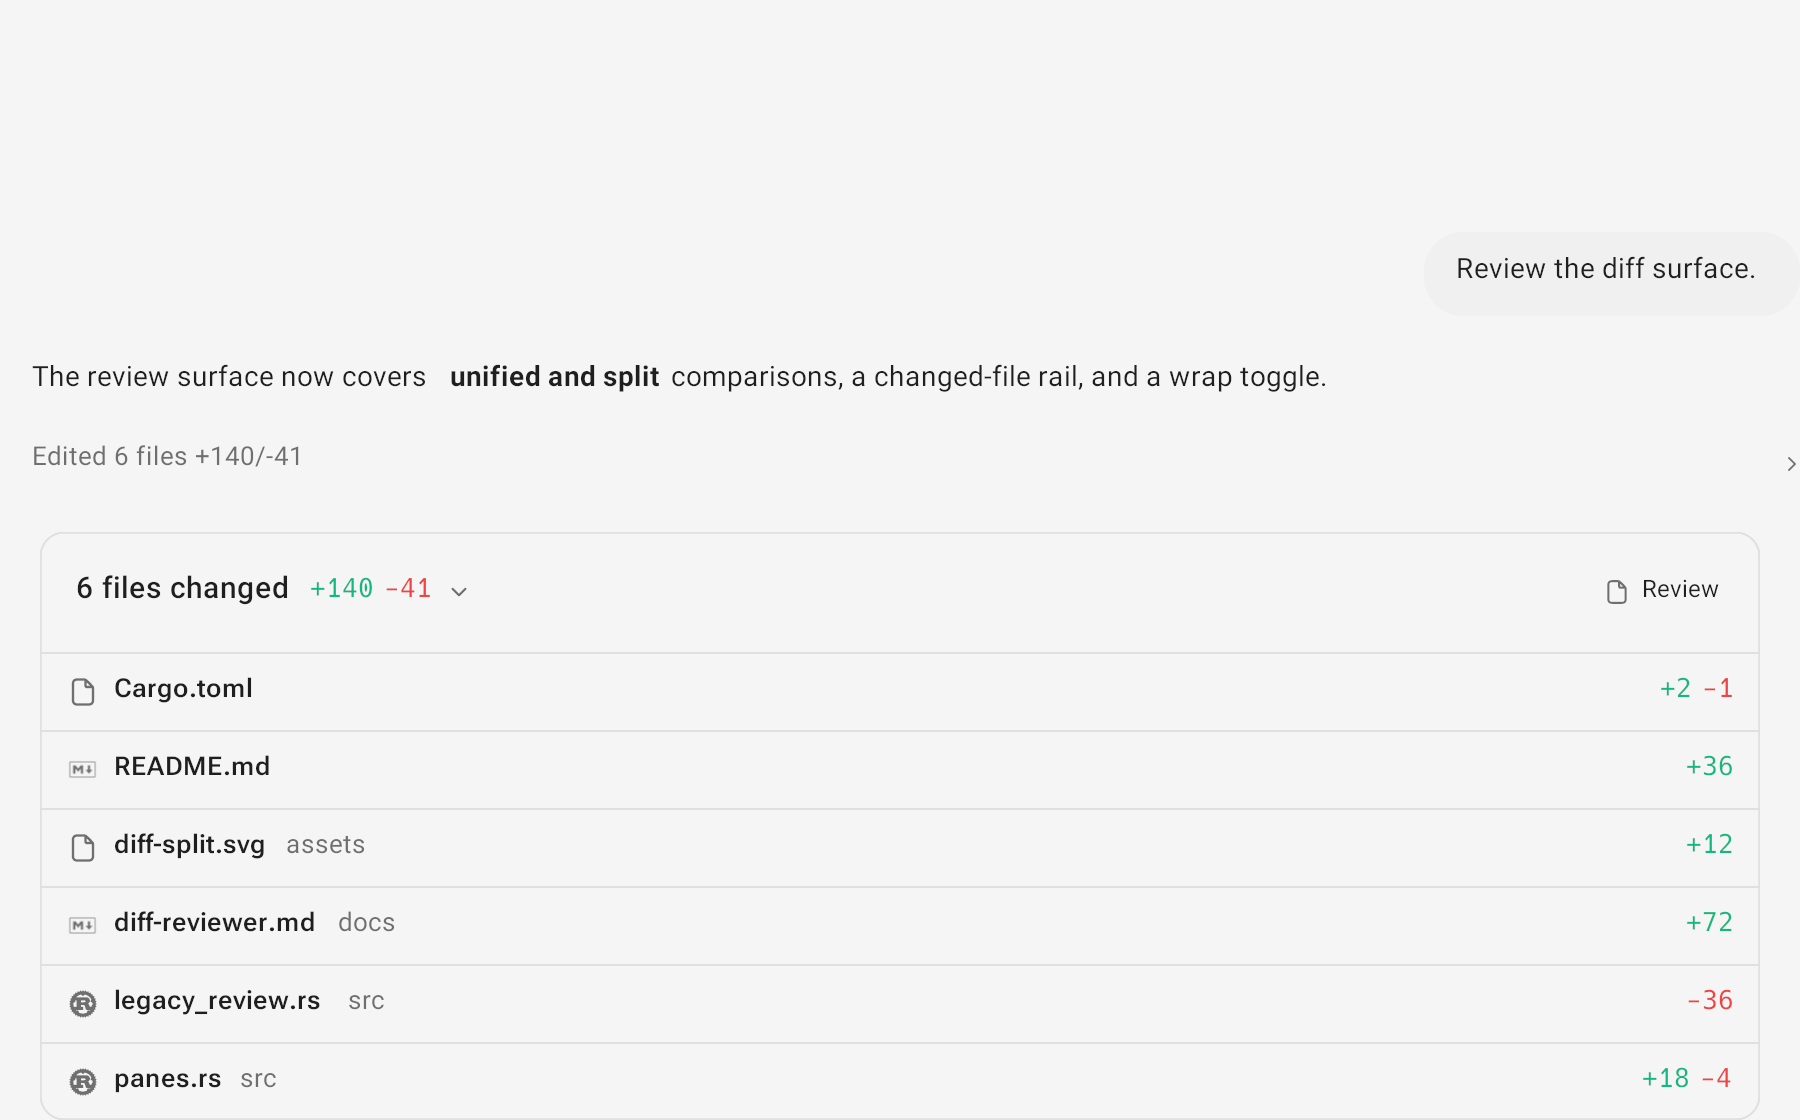 Review the diff surface.
The review surface now covers unified and split comparisons, a changed-file rail, and a wrap toggle.
Edited 6 files +140/-41
6 files changed +140 -41 Review
Cargo.toml +2 -1
M↓ README.md +36
diff-split.svg assets +12
M↓ diff-reviewer.md docs +72
R legacy_review.rs src -36
R panes.rs src +18 -4